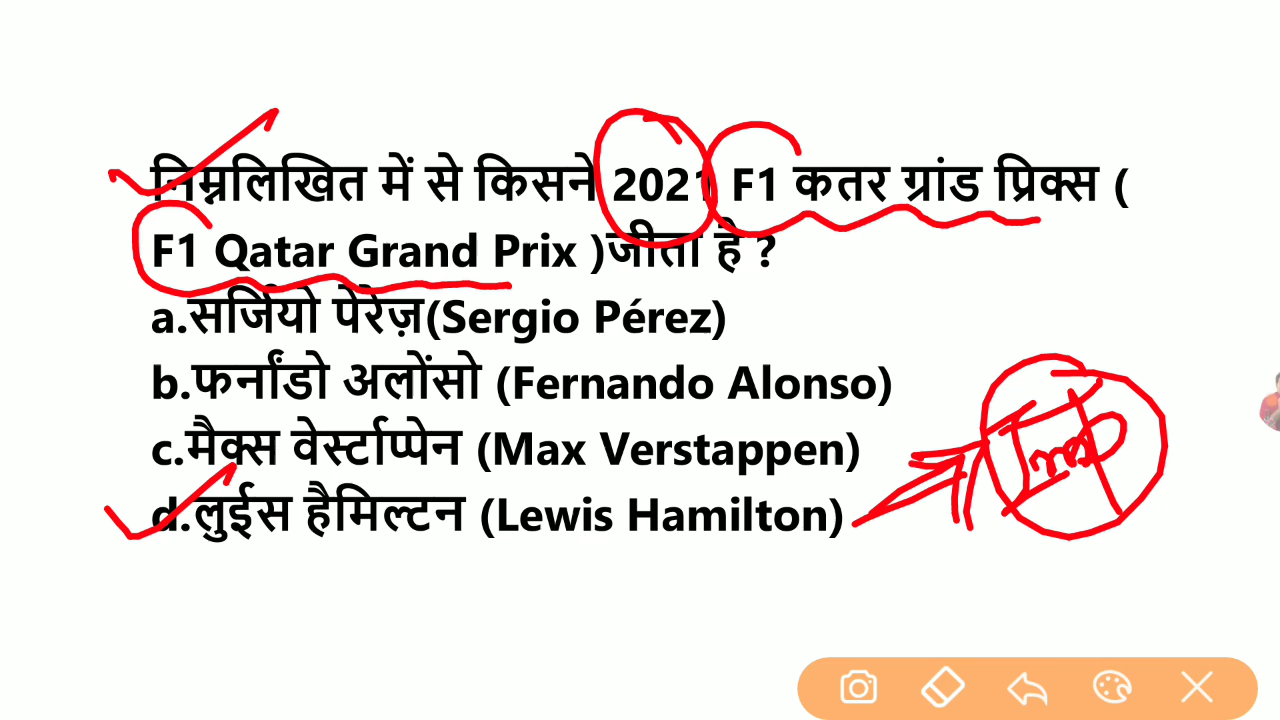 निम्नलिखित में से किसने 2021 F1 कतर ग्रांड प्रिक्स (
F1 Qatar Grand Prix )जीता है ?
a.सर्जियो पेरेज़(Sergio Pérez)
b.फर्नांडो अलोंसो (Fernando Alonso)
c.मैक्स वेर्स्टाप्पेन (Max Verstappen)
d.लुईस हैमिल्टन (Lewis Hamilton)